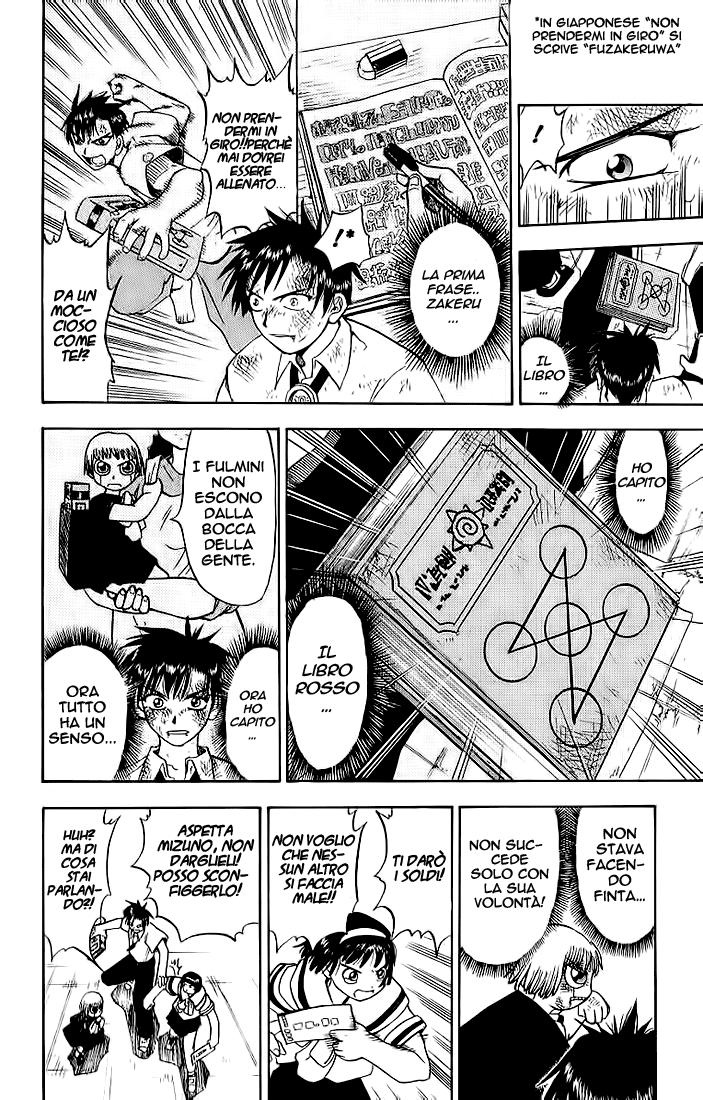 *IN GIAPPONESE "NON
PRENDERMI IN GIRO" SI
SCRIVE "FUZAKERUWA"
!
IL
LIBRO
...
!*
LA PRIMA
FRASE..
ZAKERU
...
NON PREN-
DERMI IN
GIRO!!PERCHÈ
MAI DOVREI
ESSERE
ALLENATO...
DA UN
MOC-
CIOSO
COME
TE!?
HO
CAPITO
...
IL
LIBRO
ROSSO
...
I FULMINI
NON
ESCONO
DALLA
BOCCA
DELLA
GENTE.
ORA
HO
CAPITO
...
ORA
TUTTO
HA UN
SENSO...
NON
STAVA
FACEN-
DO
FINTA...
NON SUC-
CEDE
SOLO CON
LA SUA
VOLONTÀ!
TI DARÒ
I SOLDI!
NON VOGLIO
CHE NES-
SUN ALTRO
SI FACCIA
MALE!!
ASPETTA
MIZUNO, NON
DARGLIELI!
POSSO SCON-
FIGGERLO!
HUH?
MA DI
COSA
STAI
PARLAN-
DO?!